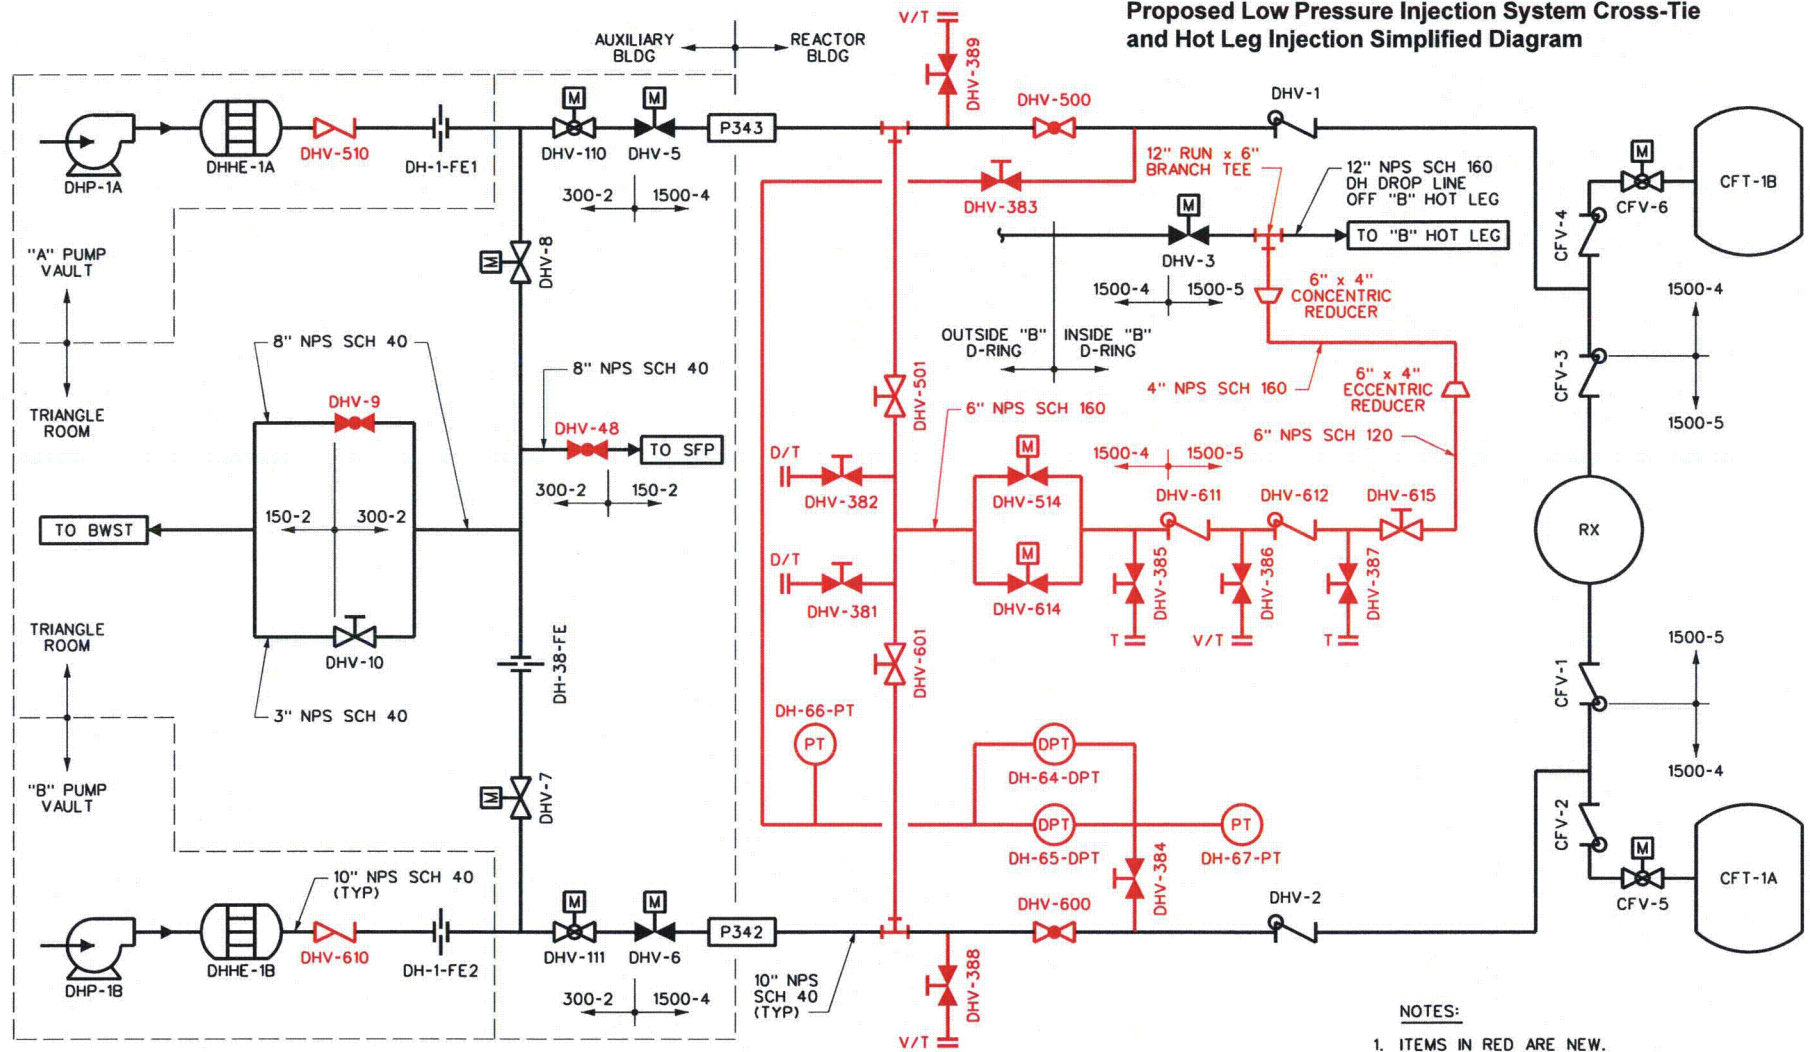 Proposed Low Pressure Injection System Cross-Tie
and Hot Leg Injection Simplified Diagram
AUXILIARY
BLDG
REACTOR
BLDG
V/T
DHV-389
DHP-1A
DHHE-1A
DHV-510
DH-1-FE1
M
DHV-110
M
DHV-5
P343
300-2
1500-4
DHV-500
DHV-1
DHV-383
12" RUN x 6"
BRANCH TEE
12" NPS SCH 160
DH DROP LINE
OFF "B" HOT LEG
M
DHV-3
TO "B" HOT LEG
1500-4
1500-5
6" x 4"
CONCENTRIC
REDUCER
OUTSIDE "B"
D-RING
INSIDE "B"
D-RING
M
CFV-6
CFT-1B
CFV-4
1500-4
CFV-3
1500-5
"A" PUMP
VAULT
TRIANGLE
ROOM
M
DHV-8
8" NPS SCH 40
DHV-9
8" NPS SCH 40
DHV-48
TO SFP
300-2
150-2
TO BWST
150-2
300-2
DHV-10
3" NPS SCH 40
TRIANGLE
ROOM
"B" PUMP
VAULT
DH-38-FE
M
DHV-7
DHV-501
6" NPS SCH 160
4" NPS SCH 160
6" x 4"
ECCENTRIC
REDUCER
6" NPS SCH 120
D/T
DHV-382
D/T
DHV-381
M
DHV-514
M
DHV-614
1500-4
1500-5
DHV-611
DHV-612
DHV-615
DHV-385
T
DHV-386
V/T
DHV-387
T
RX
DHV-601
DH-66-PT
PT
DPT
DH-64-DPT
DPT
DH-65-DPT
PT
DH-67-PT
DHV-384
1500-5
CFV-1
1500-4
CFV-2
M
CFV-5
CFT-1A
10" NPS SCH 40
(TYP)
DHP-1B
DHHE-1B
DHV-610
DH-1-FE2
M
DHV-111
M
DHV-6
P342
300-2
1500-4
10" NPS
SCH 40
(TYP)
DHV-600
DHV-2
DHV-388
V/T
NOTES:
1. ITEMS IN RED ARE NEW.